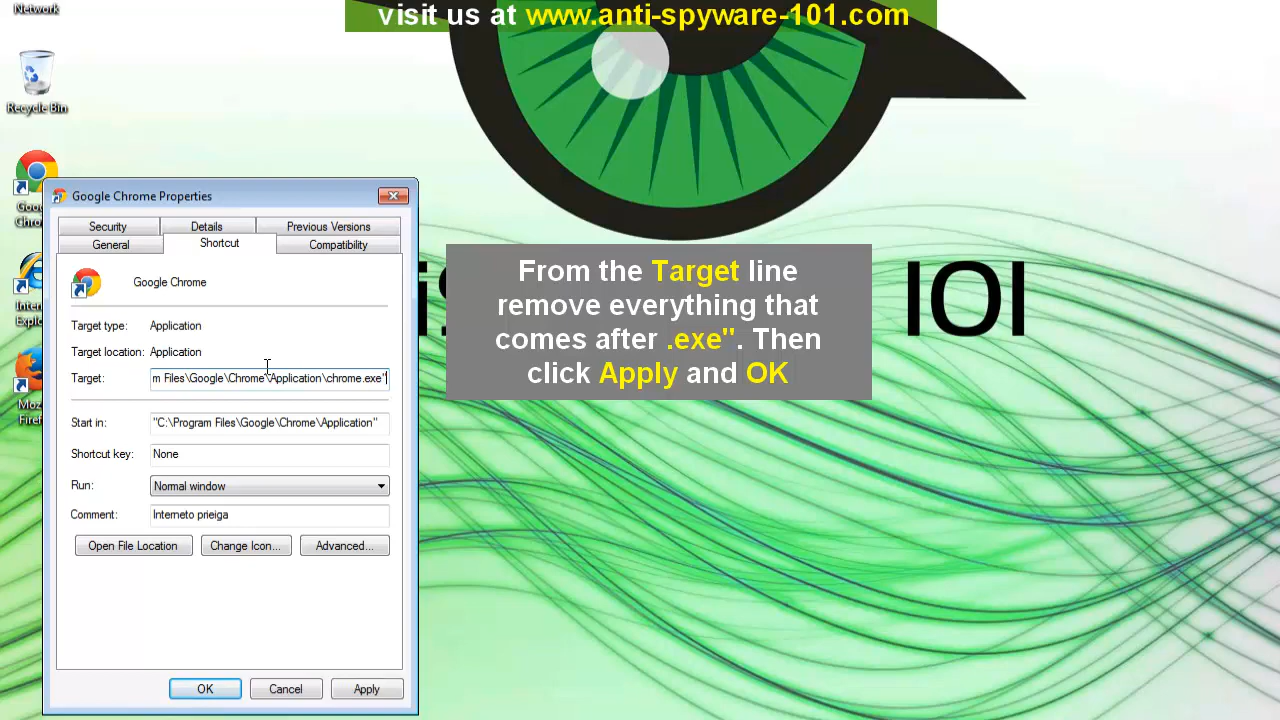 visit us at www.anti-spyware-101.com
Network
Recycle Bin
Google Chrome Properties
Security
Details
Previous Versions
General
Shortcut
Compatibility
Google Chrome
Target type: Application
Target location: Application
Target: m Files\Google\Chrome\Application\chrome.exe"
Start in: "C:\Program Files\Google\Chrome\Application"
Shortcut key: None
Run: Normal window
Comment: Interneto prieiga
Open File Location
Change Icon...
Advanced...
OK
Cancel
Apply
From the Target line
remove everything that
comes after .exe". Then
click Apply and OK